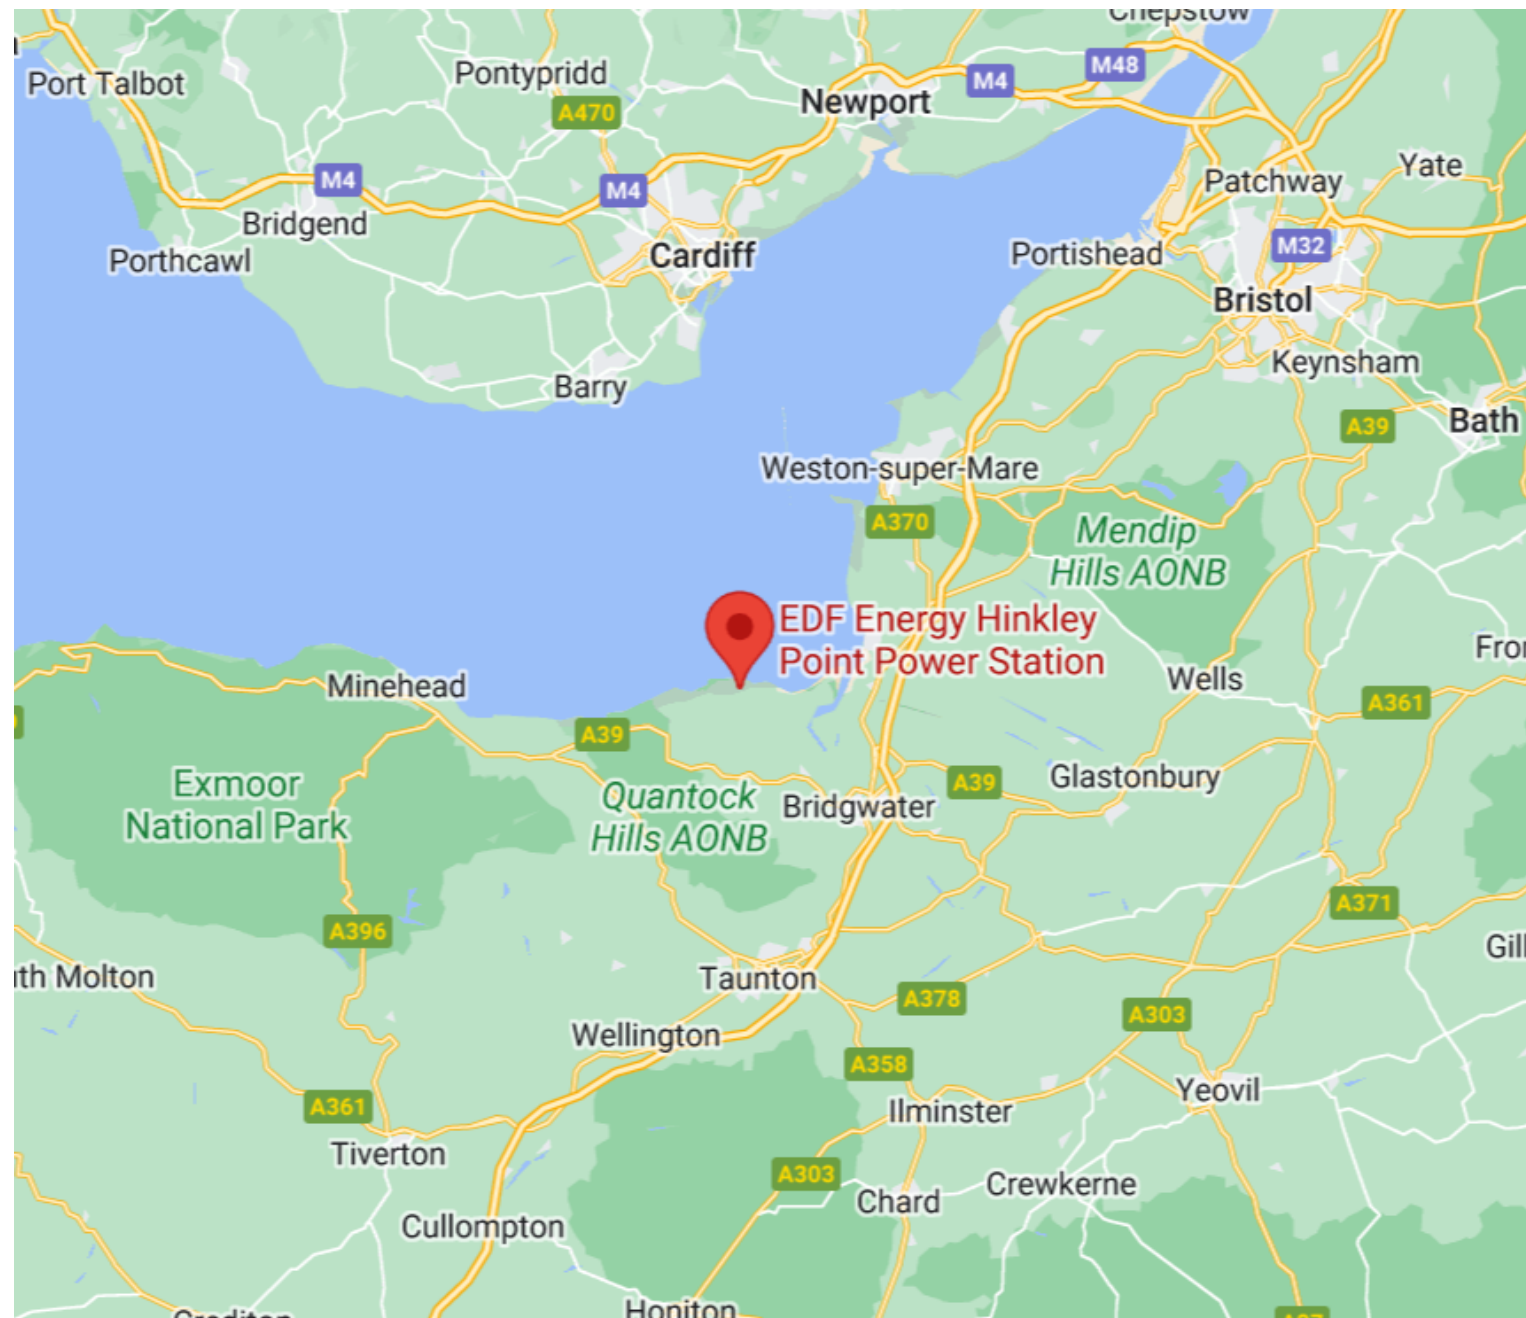 Chepstow
Port Talbot
Pontypridd
M48
M4
A470
Newport
M4
M4
Patchway
Yate
Bridgend
Porthcawl
Cardiff
Portishead
M32
Bristol
Keynsham
Barry
A39
Bath
Weston-super-Mare
A370
Mendip
Hills AONB
EDF Energy Hinkley
Point Power Station
Minehead
Wells
A361
A39
Exmoor
National Park
Quantock
Hills AONB
Bridgwater
A39
Glastonbury
A396
A371
Taunton
A378
A303
Wellington
A358
Yeovil
A361
Ilminster
Tiverton
A303
Chard
Crewkerne
Cullompton
Honiton
Crediton